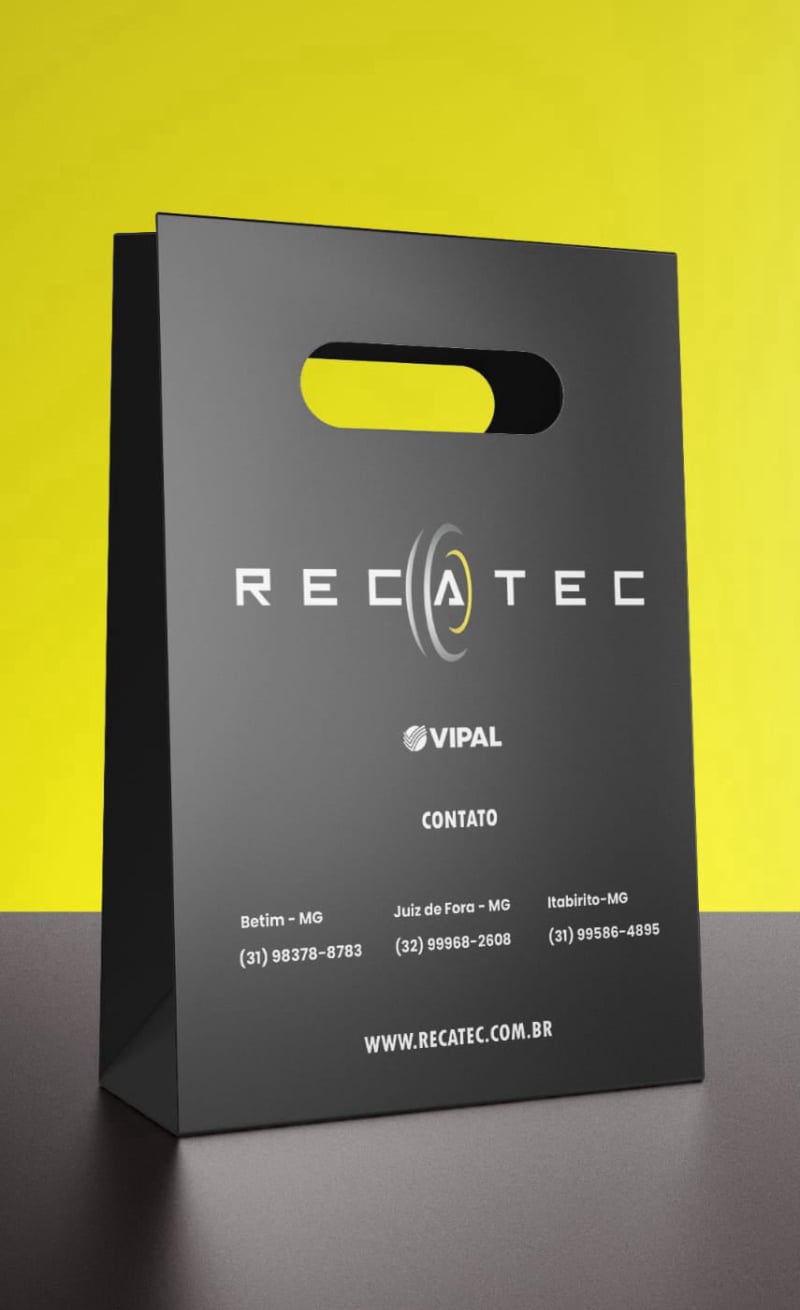 RECATEC
VIPAL
CONTATO
Betim - MG
(31) 98378-8783
Juiz de Fora - MG
(32) 99968-2608
Itabirito-MG
(31) 99586-4895
WWW.RECATEC.COM.BR